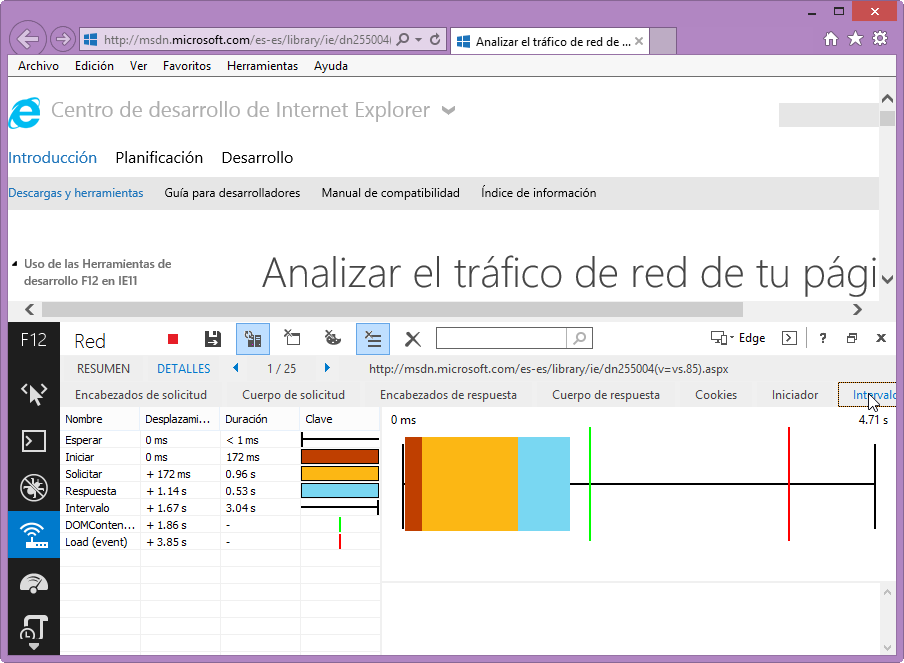 http://msdn.microsoft.com/es-es/library/ie/dn255004(
Analizar el tráfico de red de ...
Archivo Edición Ver Favoritos Herramientas Ayuda
Centro de desarrollo de Internet Explorer
Introducción Planificación Desarrollo
Descargas y herramientas Guía para desarrolladores Manual de compatibilidad Índice de información
Uso de las Herramientas de
desarrollo F12 en IE11
Analizar el tráfico de red de tu pági
F12 Red Edge ?
RESUMEN DETALLES 1 / 25 http://msdn.microsoft.com/es-es/library/ie/dn255004(v=vs.85).aspx
Encabezados de solicitud Cuerpo de solicitud Encabezados de respuesta Cuerpo de respuesta Cookies Iniciador Intervalo
Nombre Desplazami... Duración Clave 0 ms 4.71 s
Esperar 0 ms < 1 ms
Iniciar 0 ms 172 ms
Solicitar + 172 ms 0.96 s
Respuesta + 1.14 s 0.53 s
Intervalo + 1.67 s 3.04 s
DOMConten... + 1.86 s -
Load (event) + 3.85 s -